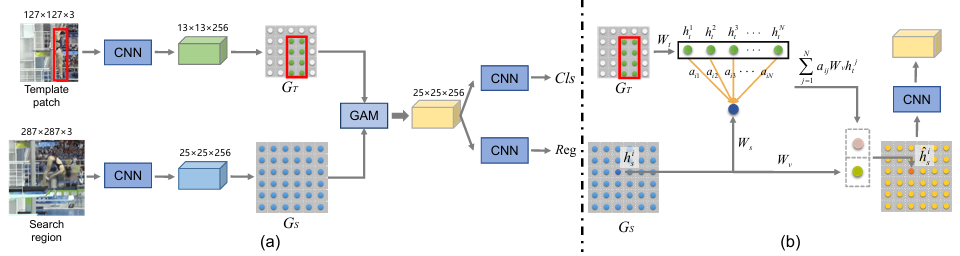 127×127×3
CNN
13×13×256
G_T
Template
patch
287×287×3
CNN
25×25×256
G_S
Search
region
GAM
25×25×256
CNN
Cls
CNN
Reg
(a)
G_T
W_t
h_t^1 h_t^2 h_t^3 ··· h_t^N
a_{i1} a_{i2} a_{i3} ··· a_{iN}
\sum_{j=1}^{N} a_{ij} W_v h_t^j
CNN
W_s
W_v
h_s^i
G_S
\hat{h}_s^i
(b)